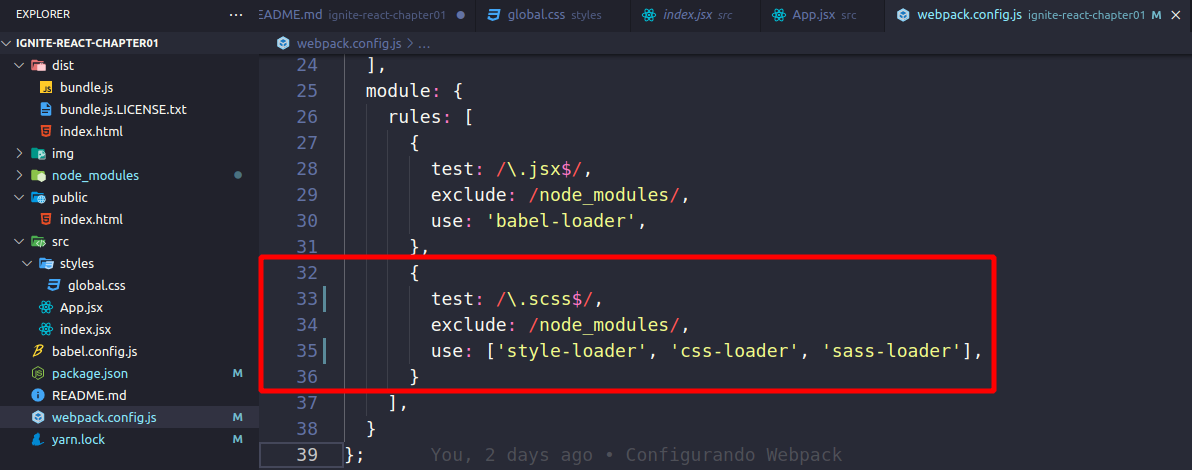 EXPLORER ···
README.md ignite-react-chapter01 global.css styles index.jsx src App.jsx src webpack.config.js ignite-react-chapter01 M
IGNITE-REACT-CHAPTER01
webpack.config.js > ...
dist
JS bundle.js
bundle.js.LICENSE.txt
index.html
img
node_modules
public
index.html
src
styles
global.css
App.jsx
index.jsx
babel.config.js
package.json M
README.md
webpack.config.js M
yarn.lock M
24 ],
25 module: {
26 rules: [
27 {
28 test: /\.jsx$/,
29 exclude: /node_modules/,
30 use: 'babel-loader',
31 },
32 {
33 test: /\.scss$/,
34 exclude: /node_modules/,
35 use: ['style-loader', 'css-loader', 'sass-loader'],
36 }
37 ],
38 }
39 }; You, 2 days ago • Configurando Webpack